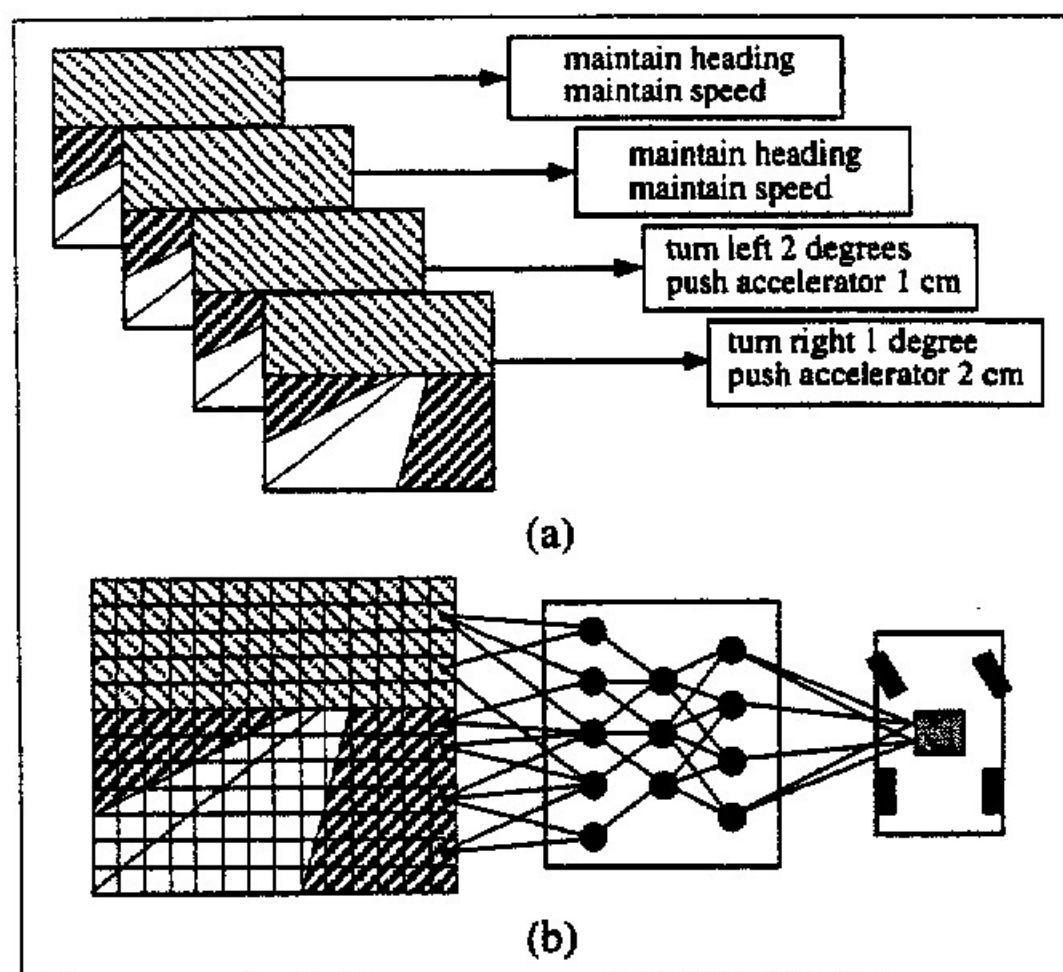 maintain heading
maintain speed
maintain heading
maintain speed
turn left 2 degrees
push accelerator 1 cm
turn right 1 degree
push accelerator 2 cm
(a)
(b)